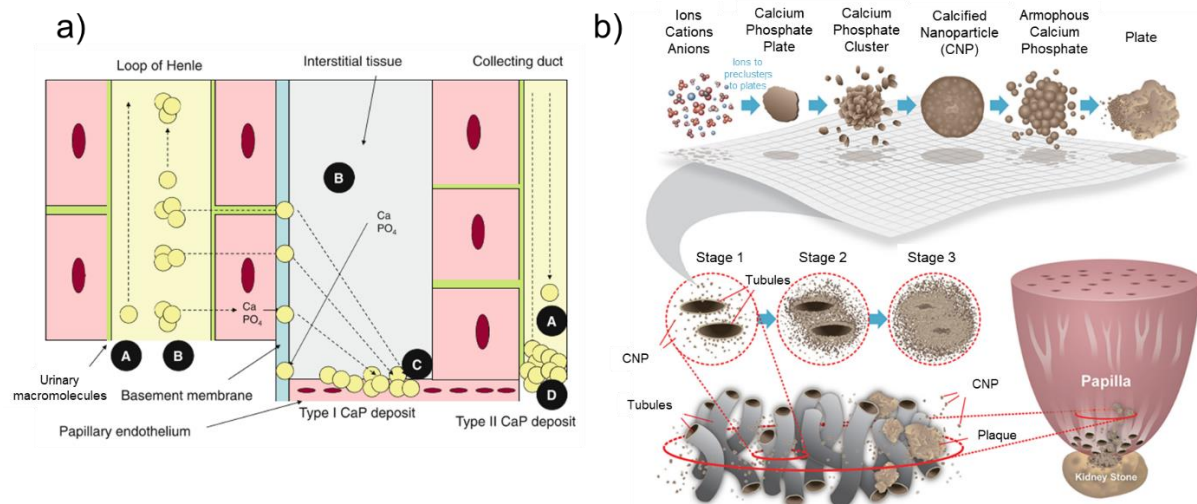 a)
Loop of Henle
Interstitial tissue
Collecting duct
B
Ca
PO₄
Ca
PO₄
A
A
B
C
D
Urinary
macromolecules
Basement membrane
Type I CaP deposit
Type II CaP deposit
Papillary endothelium
b)
Ions
Cations
Anions
Calcium
Phosphate
Plate
Calcium
Phosphate
Cluster
Calcified
Nanoparticle
(CNP)
Armophous
Calcium
Phosphate
Plate
Ions to
preclusters
to plates
Stage 1
Stage 2
Stage 3
Tubules
CNP
Tubules
CNP
Plaque
Papilla
Kidney Stone